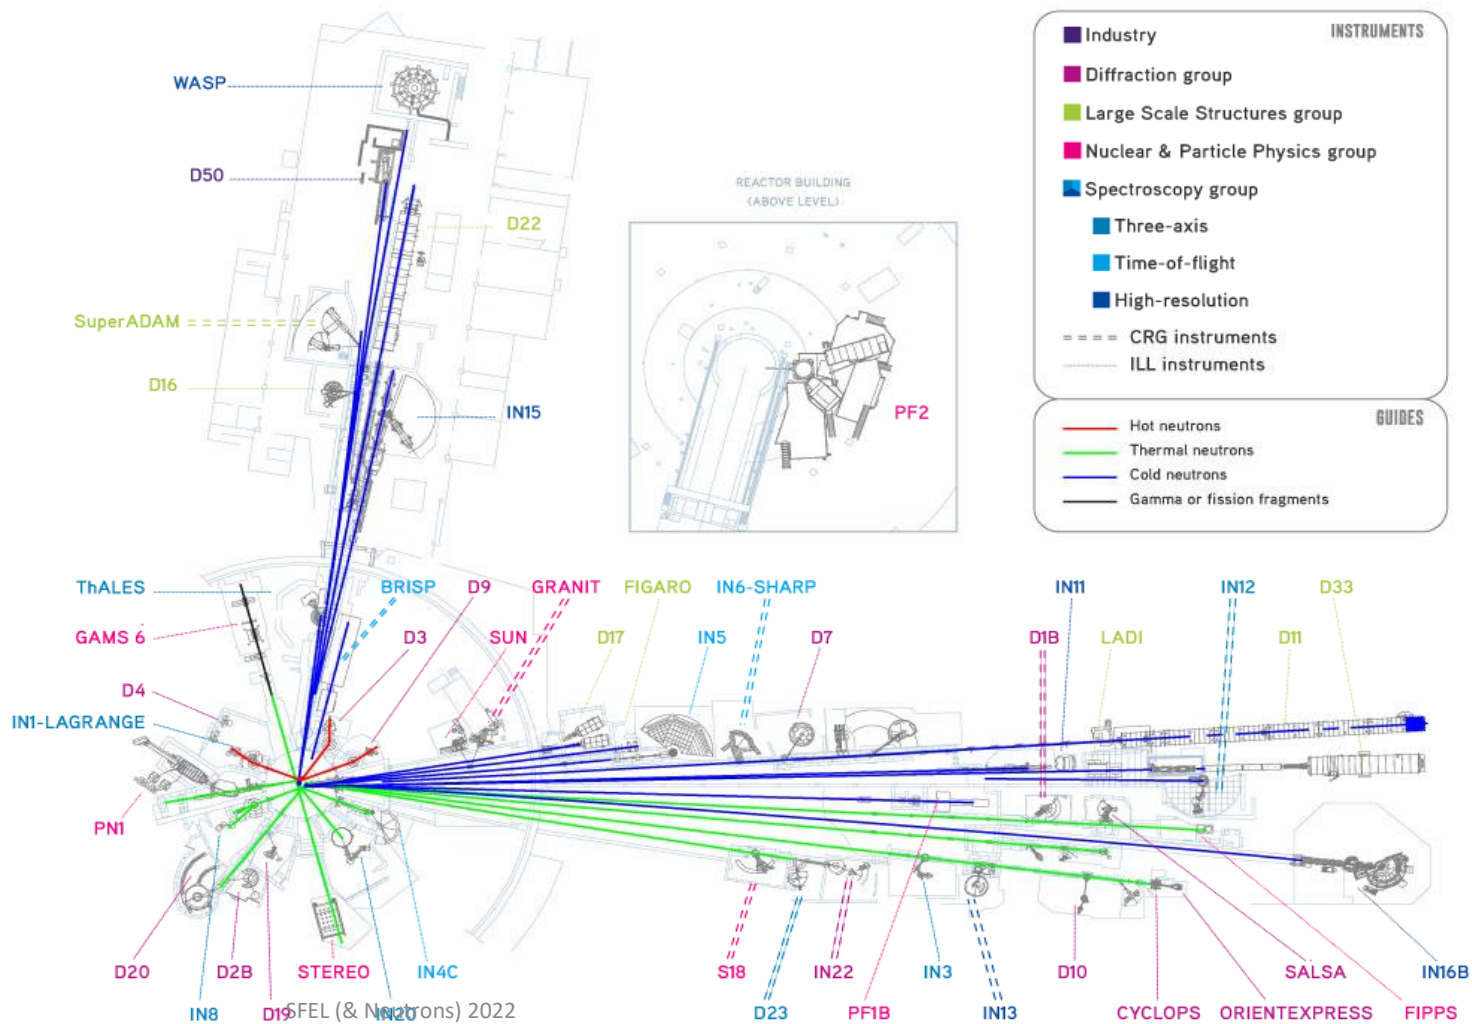 INSTRUMENTS
Industry
Diffraction group
Large Scale Structures group
Nuclear & Particle Physics group
Spectroscopy group
Three-axis
Time-of-flight
High-resolution
CRG instruments
ILL instruments
GUIDES
Hot neutrons
Thermal neutrons
Cold neutrons
Gamma or fission fragments
WASP
D50
D22
SuperADAM
D16
IN15
REACTOR BUILDING
(ABOVE LEVEL)
PF2
ThALES
BRISP
D9
GRANIT
FIGARO
IN6-SHARP
IN11
IN12
D33
GAMS 6
D3
SUN
D17
IN5
D7
D1B
LADI
D11
D4
IN1-LAGRANGE
PN1
D20
D2B
STEREO
IN4C
S18
IN22
IN3
D10
SALSA
IN16B
IN8
D19
IN20
D23
PF1B
IN13
CYCLOPS
ORIENTEXPRESS
FIPPS
SFEL (& Neutrons) 2022